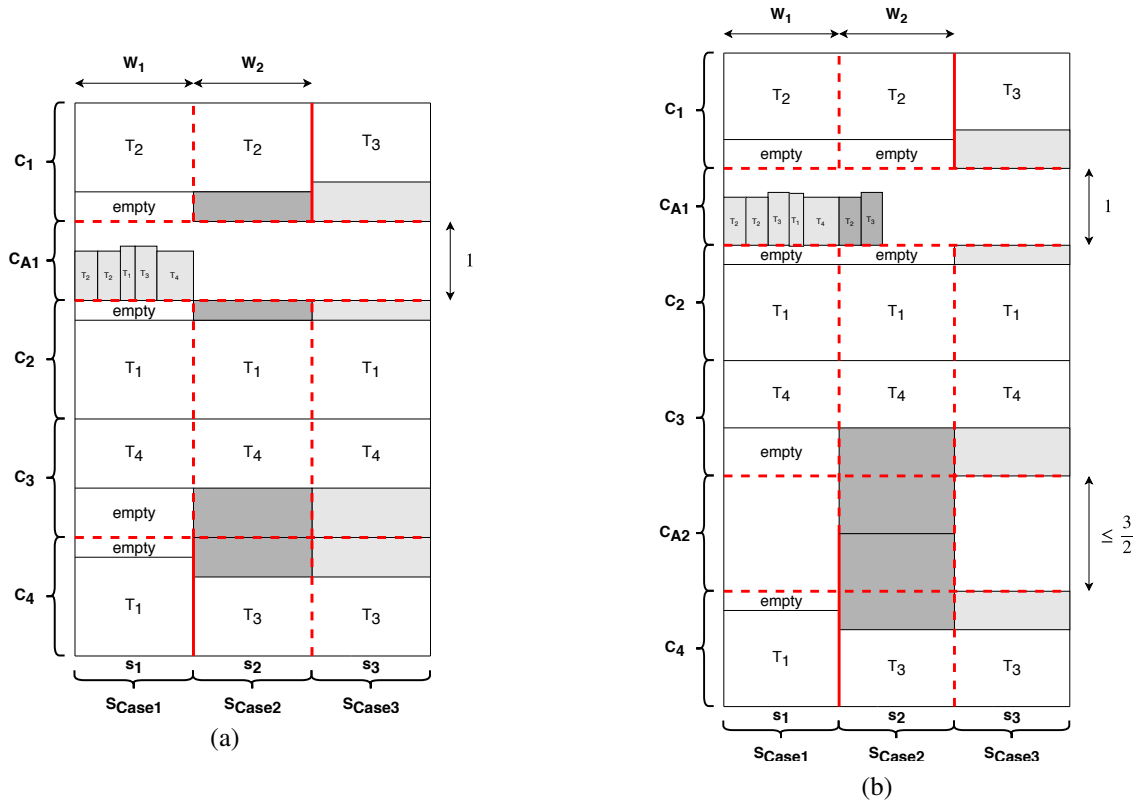 W1 W2
C1 T2 T2 T3
empty
CA1 T2 T2 T1 T3 T4 1
empty
C2 T1 T1 T1
C3 T4 T4 T4
empty
empty
C4 T1 T3 T3
s1 s2 s3
SCase1 SCase2 SCase3
(a)
W1 W2
C1 T2 T2 T3
empty empty
CA1 T2 T2 T3 T1 T4 T2 T3 1
empty empty
C2 T1 T1 T1
C3 T4 T4 T4
empty
CA2 ≤ 3/2
empty
C4 T1 T3 T3
s1 s2 s3
SCase1 SCase2 SCase3
(b)